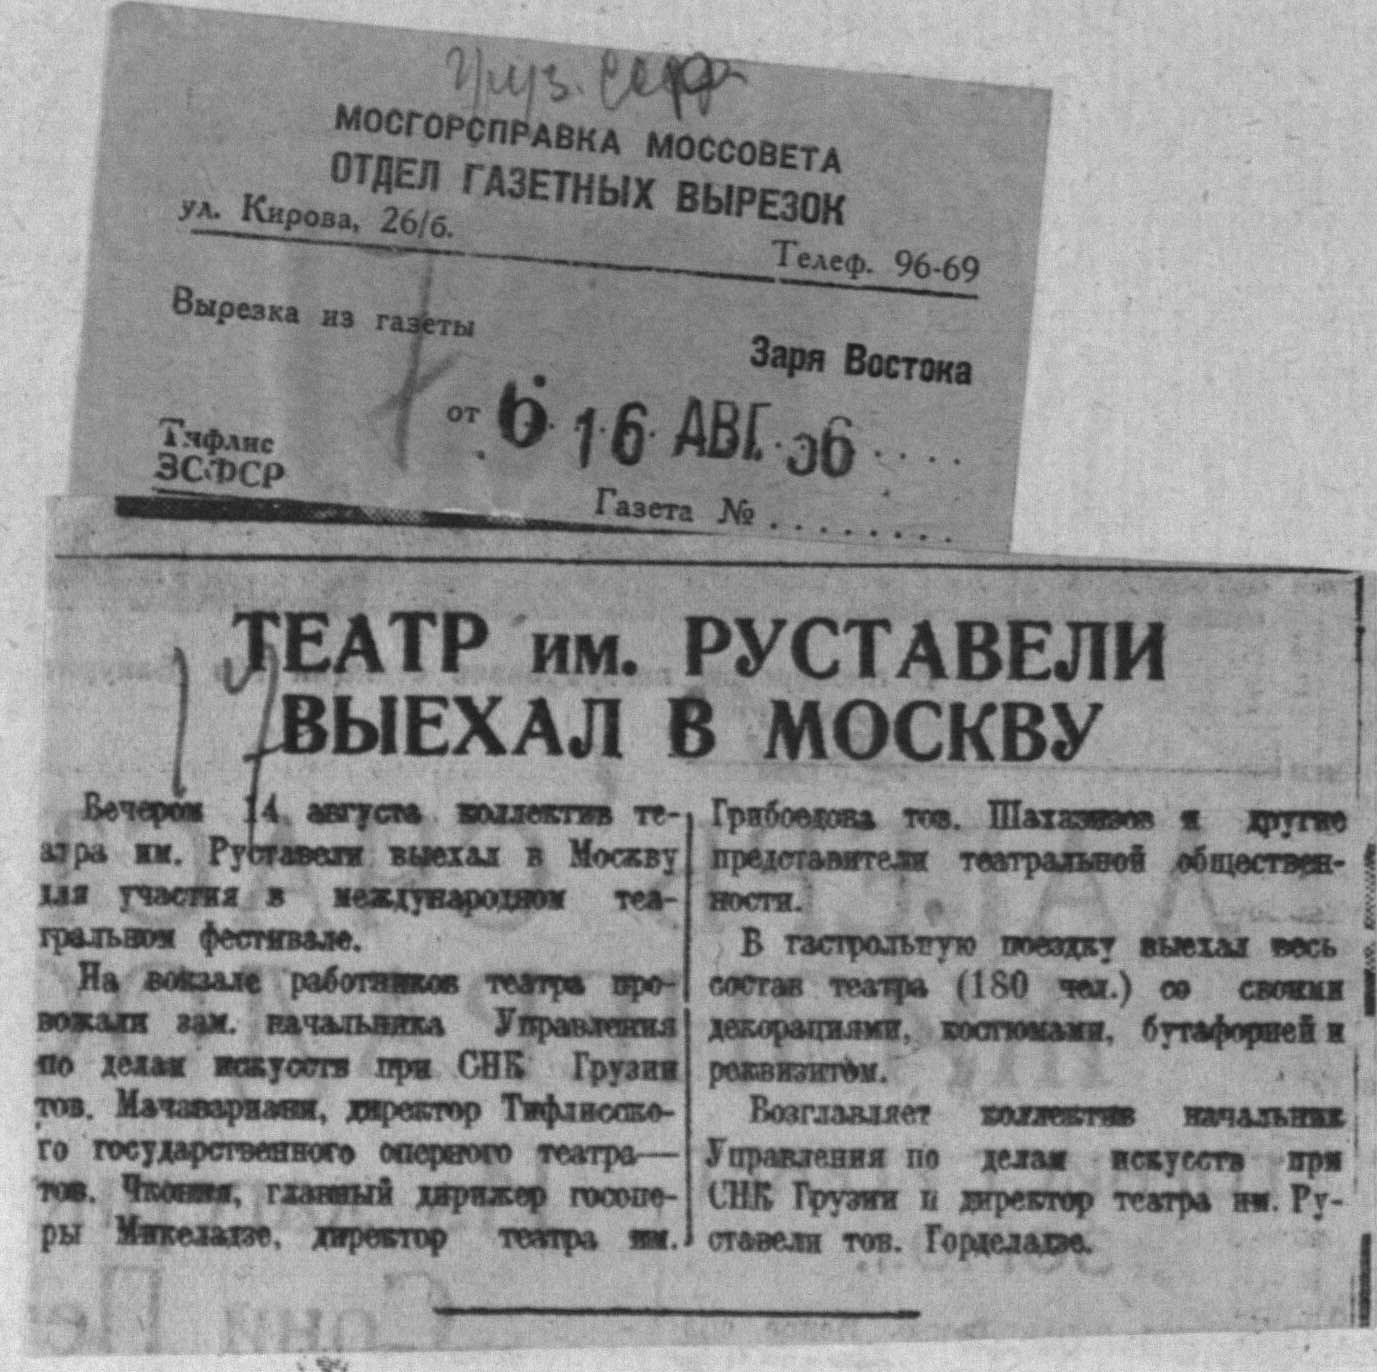 МОСГОРСПРАВКА МОССОВЕТА
ОТДЕЛ ГАЗЕТНЫХ ВЫРЕЗОК
ул. Кирова, 26/б.
Телеф. 96-69
Вырезка из газеты
Заря Востока
от 6 16 АВГ. 36
Тифлис
ЗСФСР
Газета № . . . . . . . .
ТЕАТР им. РУСТАВЕЛИ
ВЫЕХАЛ В МОСКВУ
Вечером 14 августа коллектив те-
атра им. Руставели выехал в Москву
для участия в международном теа-
тральном фестивале.
На вокзале работников театра про-
вожали зам. начальника Управления
по делам искусств при СНК Грузии
тов. Мачавариани, директор Тифлисско-
го государственного оперного театра—
тов. Чкония, главный дирижер госопе-
ры Микеладзе, директор театра им.
Грибоедова тов. Шахазизов и другие
представители театральной обществен-
ности.
В гастрольную поездку выехал весь
состав театра (180 чел.) со своими
декорациями, костюмами, бутафорией и
реквизитом.
Возглавляет коллектив начальник
Управления по делам искусств при
СНК Грузии и директор театра им. Ру-
ставели тов. Горделадзе.